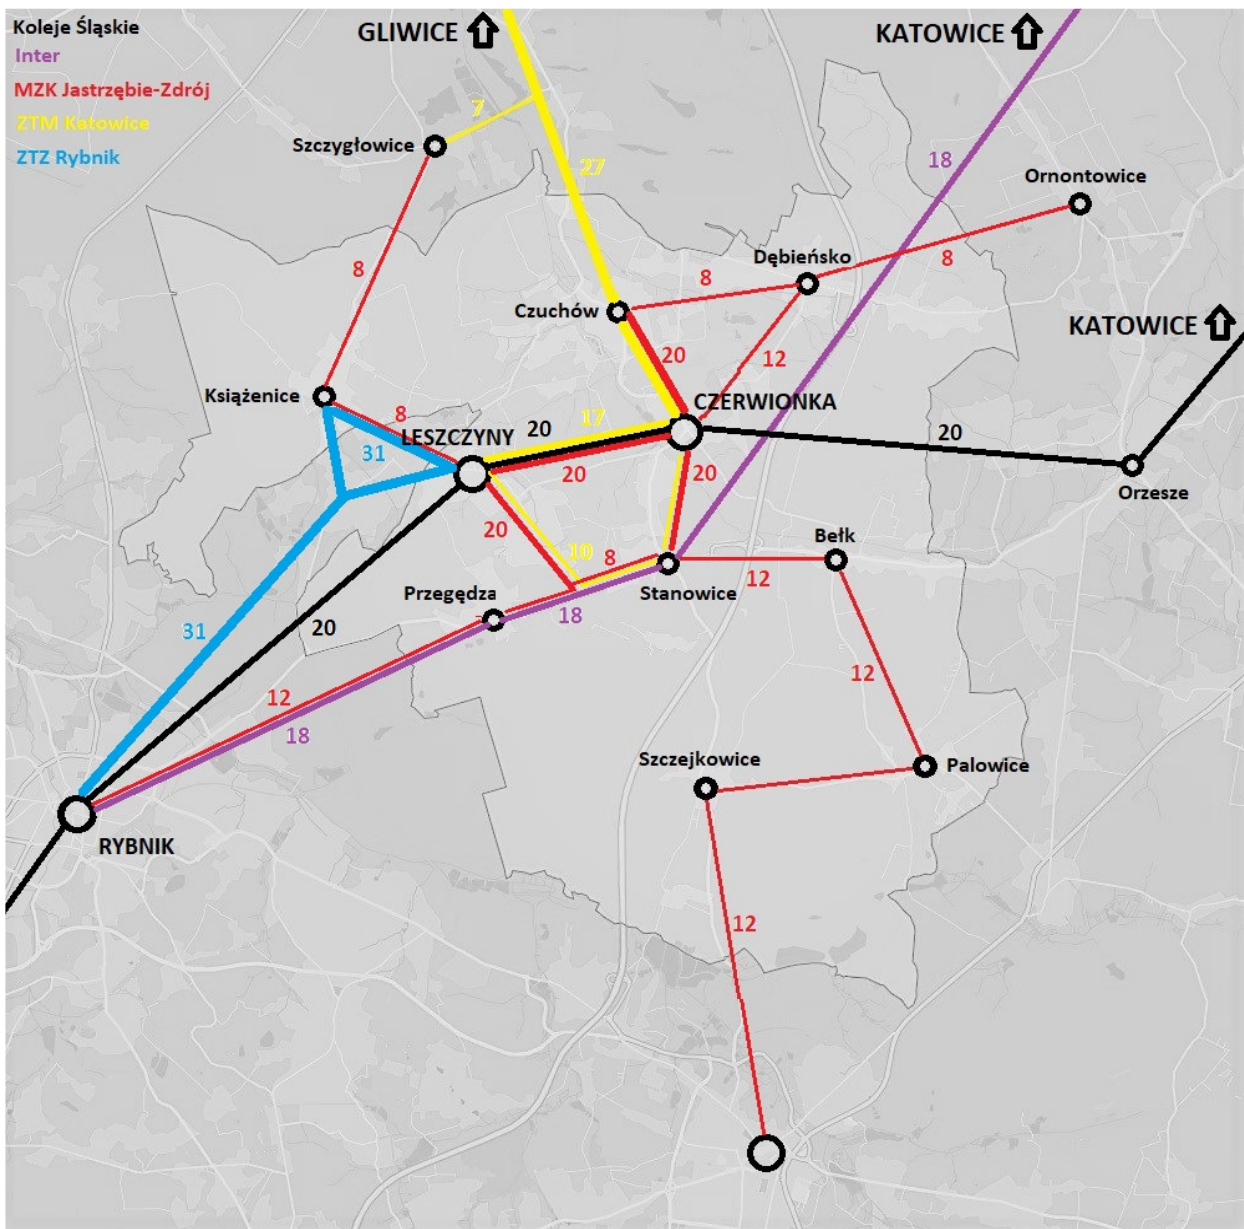 Koleje Śląskie
Inter
MZK Jastrzębie-Zdrój
ZTM Katowice
ZTZ Rybnik
GLIWICE
KATOWICE
7
Szczygłowice
27
18
Ornontowice
8
Dębieńsko
8
8
Czuchów
KATOWICE
20
12
Książenice
8
CZERWIONKA
17
20
LESZCZYNY
31
20
20
20
Orzesze
20
10
8
Bełk
12
Przegędza
18
Stanowice
31
20
12
18
12
Szczejkowice
Palowice
RYBNIK
12